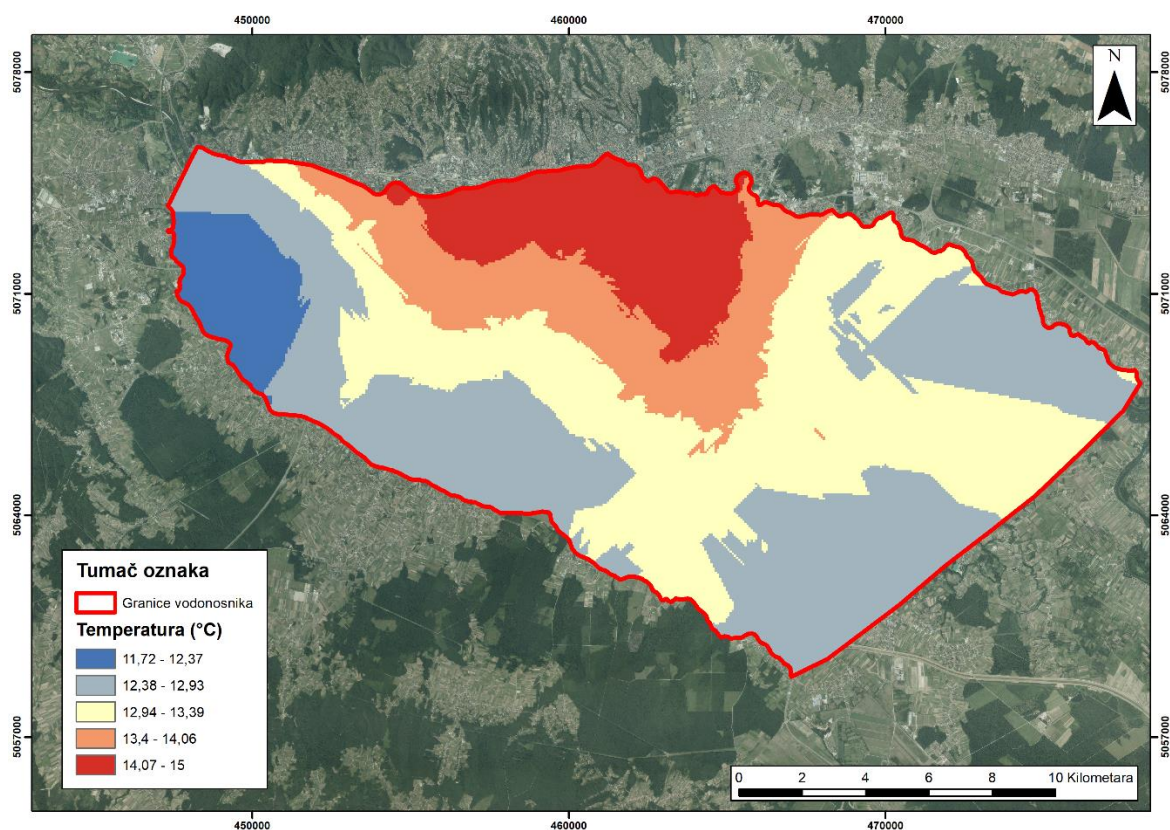 450000 460000 470000
5078000 5078000
N
5071000 5071000
5064000 5064000
Tumač oznaka
Granice vodonosnika
Temperatura (°C)
11,72 - 12,37
12,38 - 12,93
12,94 - 13,39
13,4 - 14,06
14,07 - 15
5057000 5057000
0 2 4 6 8 10 Kilometara
450000 460000 470000